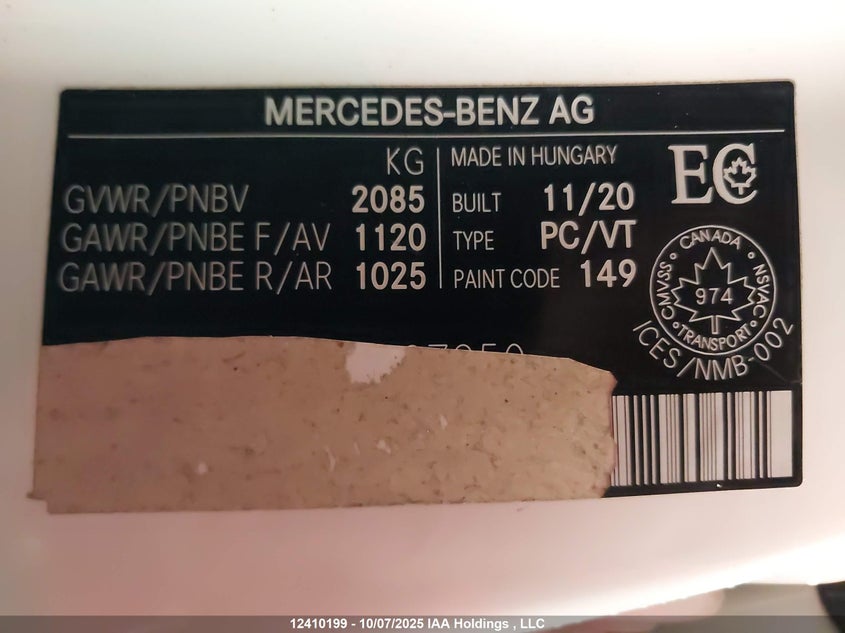 MERCEDES-BENZ AG
KG
GVWR/PNBV 2085
GAWR/PNBE F/AV 1120
GAWR/PNBE R/AR 1025
MADE IN HUNGARY
BUILT 11/20
TYPE PC/VT
PAINT CODE 149
EC
CANADA
CMVSS • NSVAC
974
TRANSPORT
ICES/NMB-002
12410199 - 10/07/2025 IAA Holdings , LLC